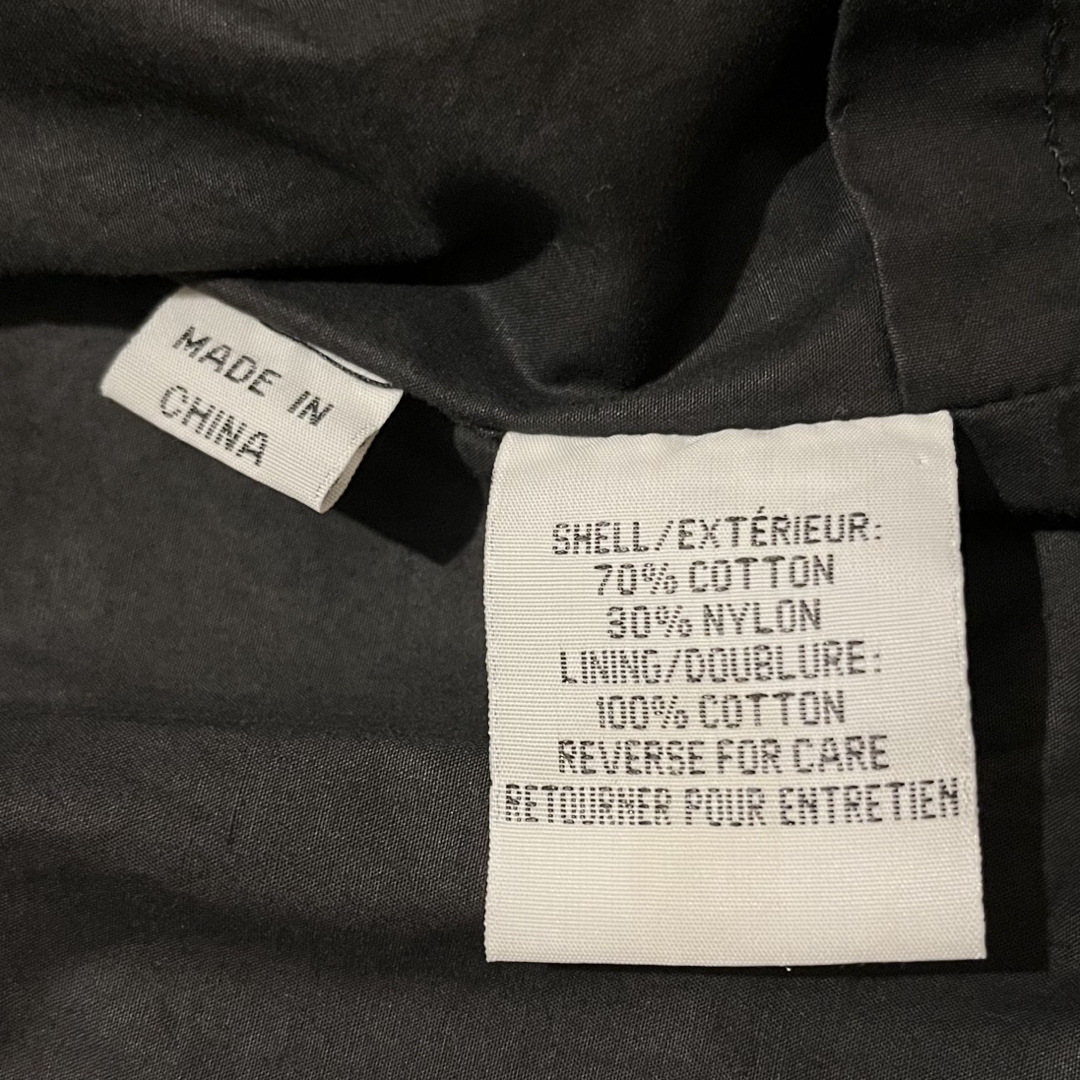 MADE IN
CHINA
SHELL/EXTÉRIEUR:
70% COTTON
30% NYLON
LINING/DOUBLURE:
100% COTTON
REVERSE FOR CARE
RETOURNER POUR ENTRETIEN